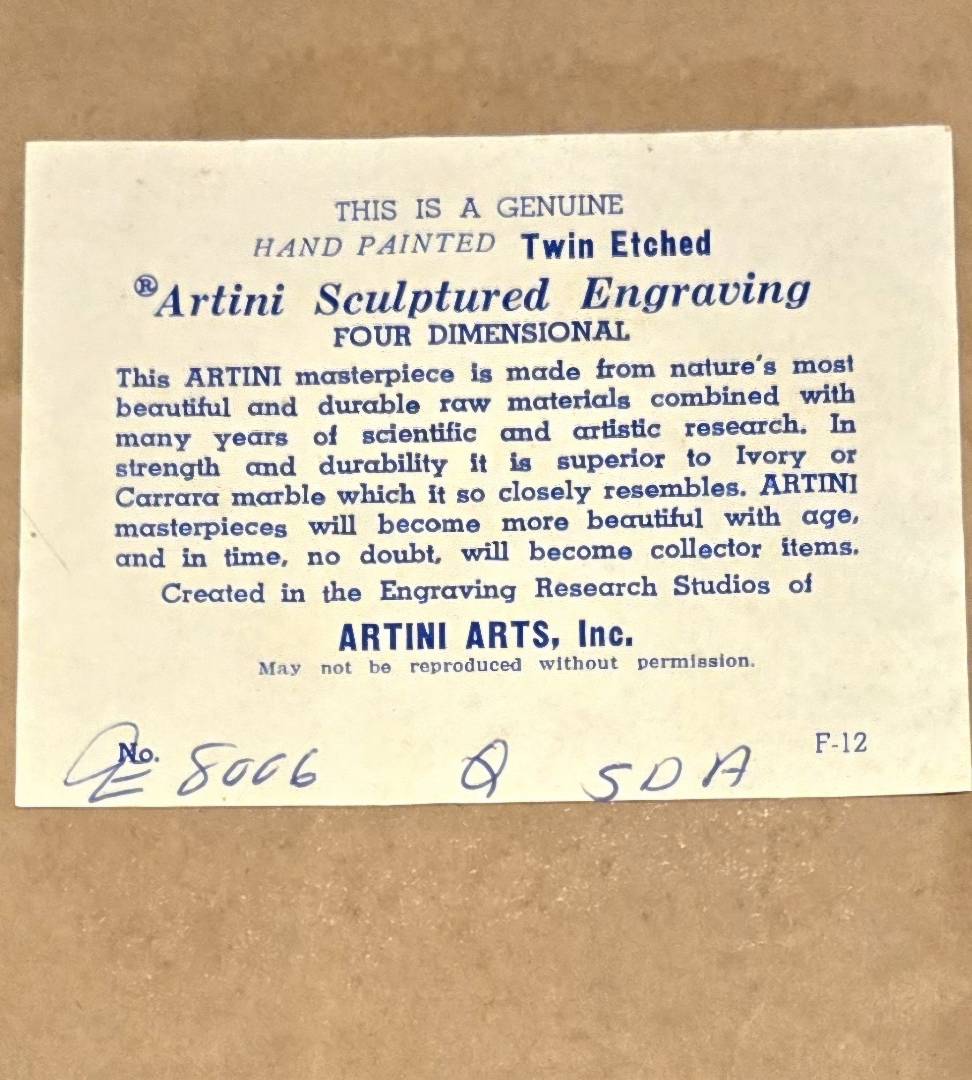 THIS IS A GENUINE
HAND PAINTED Twin Etched
®Artini Sculptured Engraving
FOUR DIMENSIONAL
This ARTINI masterpiece is made from nature's most
beautiful and durable raw materials combined with
many years of scientific and artistic research. In
strength and durability it is superior to Ivory or
Carrara marble which it so closely resembles. ARTINI
masterpieces will become more beautiful with age,
and in time, no doubt, will become collector items.
Created in the Engraving Research Studios of
ARTINI ARTS, Inc.
May not be reproduced without permission.
F-12
No. 8006 Q SDA